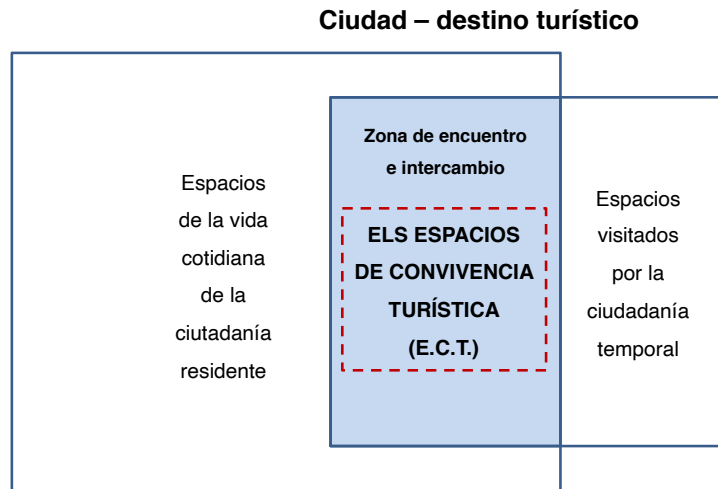 Ciudad – destino turístico
Espacios
de la vida
cotidiana
de la
ciutadanía
residente
Zona de encuentro
e intercambio
ELS ESPACIOS
DE CONVIVENCIA
TURÍSTICA
(E.C.T.)
Espacios
visitados
por la
ciudadanía
temporal